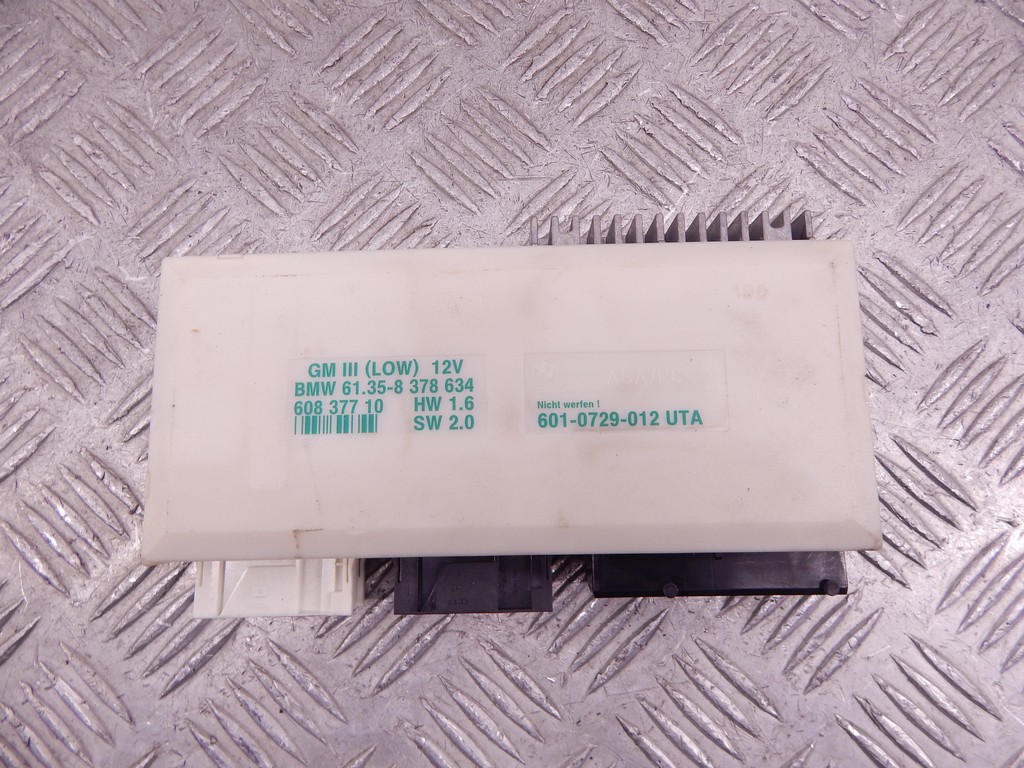 GM III (LOW) 12V
BMW 61.35-8 378 634
608 377 10 HW 1.6
SW 2.0
Nicht werfen !
601-0729-012 UTA